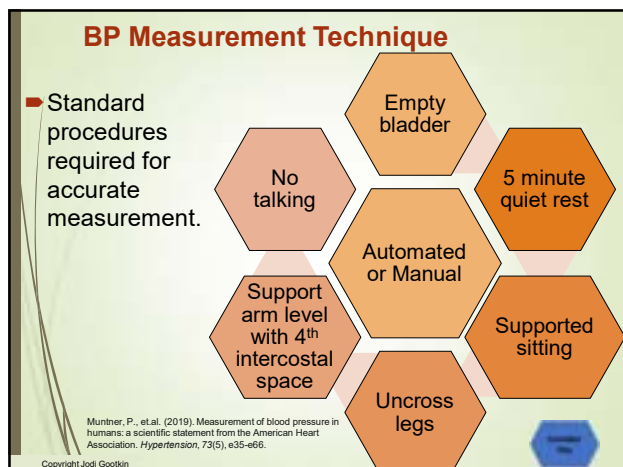 BP Measurement Technique
Standard
procedures
required for
accurate
measurement.
Empty
bladder
5 minute
quiet rest
Supported
sitting
Uncross
legs
Support
arm level
with 4th
intercostal
space
No
talking
Automated
or Manual
Muntner, P., et.al. (2019). Measurement of blood pressure in
humans: a scientific statement from the American Heart
Association. Hypertension, 73(5), e35-e66.
Copyright Jodi Gootkin